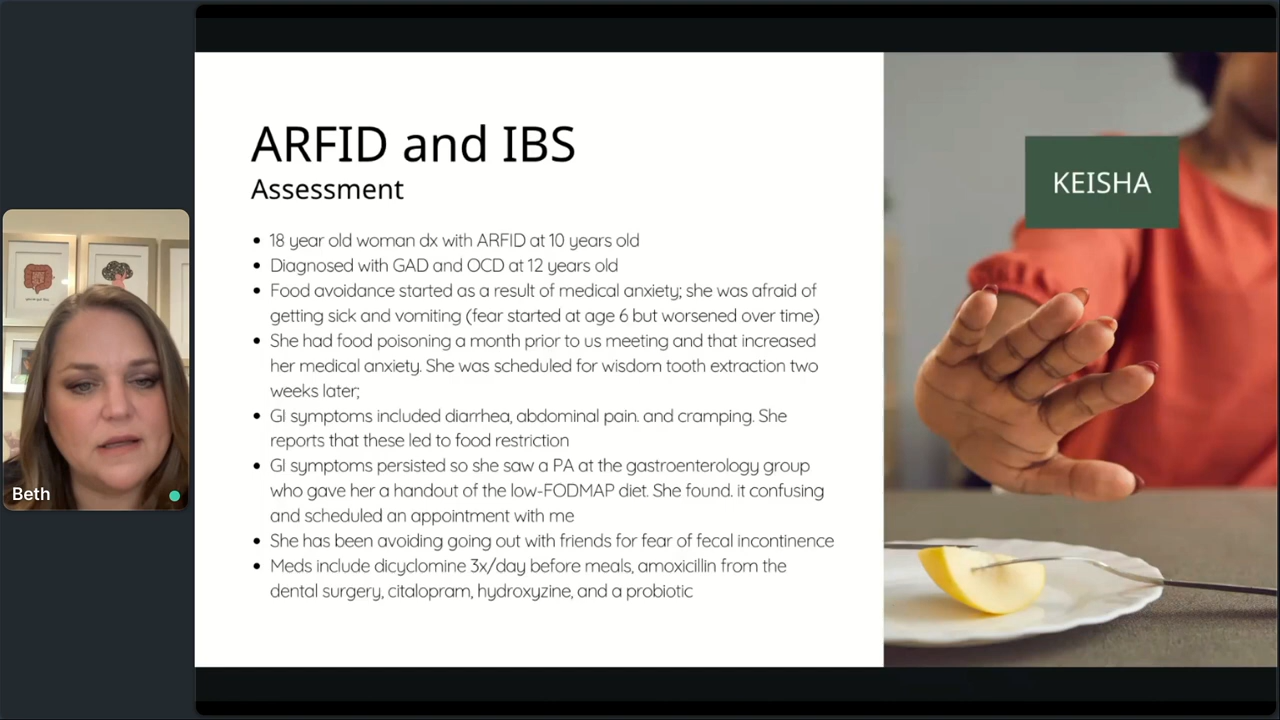 ARFID and IBS
Assessment
• 18 year old woman dx with ARFID at 10 years old
• Diagnosed with GAD and OCD at 12 years old
• Food avoidance started as a result of medical anxiety; she was afraid of
getting sick and vomiting (fear started at age 6 but worsened over time)
• She had food poisoning a month prior to us meeting and that increased
her medical anxiety. She was scheduled for wisdom tooth extraction two
weeks later;
• GI symptoms included diarrhea, abdominal pain. and cramping. She
reports that these led to food restriction
• GI symptoms persisted so she saw a PA at the gastroenterology group
who gave her a handout of the low-FODMAP diet. She found. it confusing
and scheduled an appointment with me
• She has been avoiding going out with friends for fear of fecal incontinence
• Meds include dicyclomine 3x/day before meals, amoxicillin from the
dental surgery, citalopram, hydroxyzine, and a probiotic
KEISHA
Beth